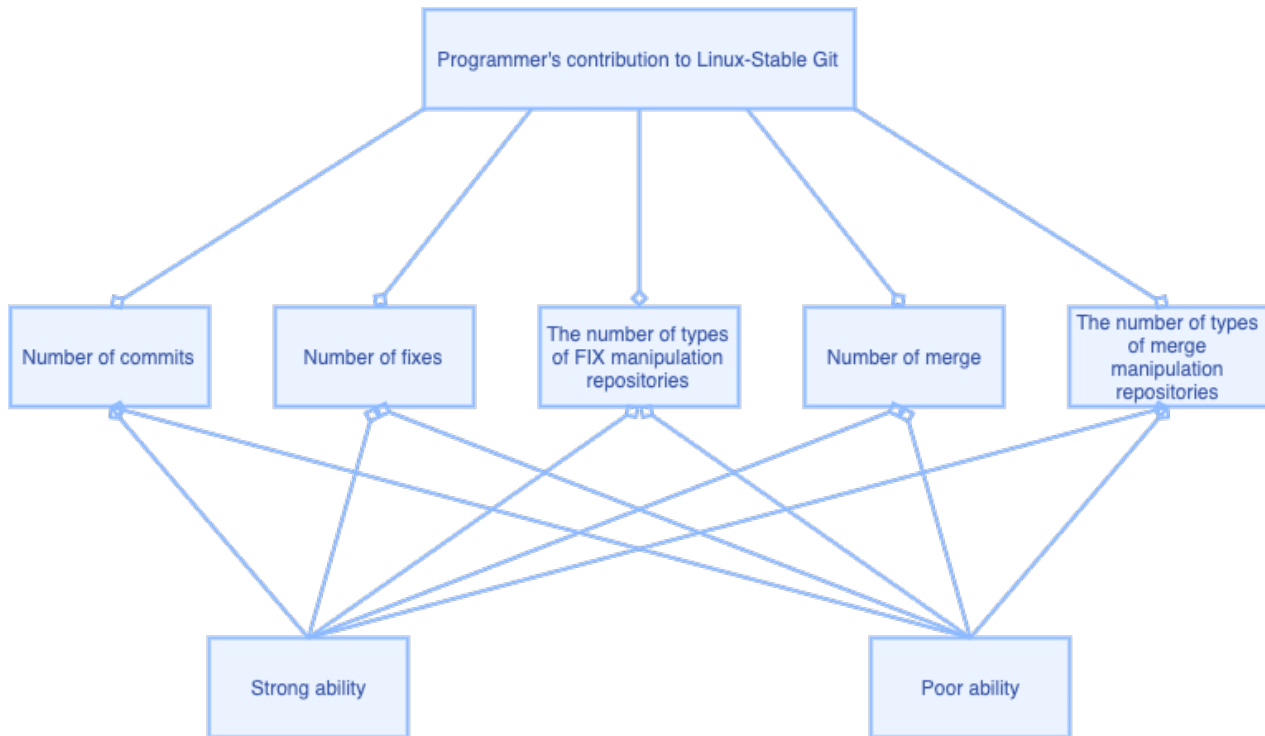 Programmer's contribution to Linux-Stable Git
Number of commits
Number of fixes
The number of types
of FIX manipulation
repositories
Number of merge
The number of types
of merge
manipulation
repositories
Strong ability
Poor ability